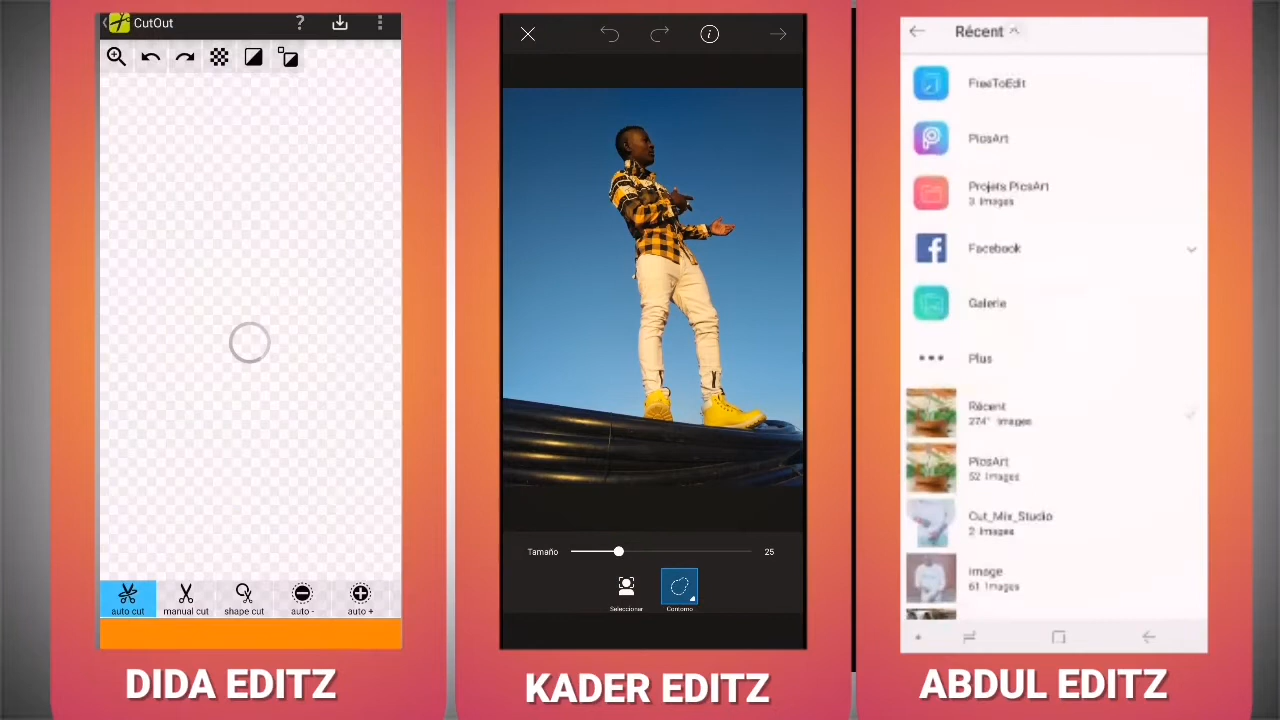 CutOut
?
auto cut
manual cut
shape cut
auto -
auto +
DIDA EDITZ
Tamaño
25
Seleccionar
Contorno
KADER EDITZ
Récent
FreeToEdit
PicsArt
Projets PicsArt
3 Images
Facebook
Galerie
Plus
Récent
Images
PicsArt
52 Images
Cut_Mix_Studio
2 Images
image
61 Images
ABDUL EDITZ